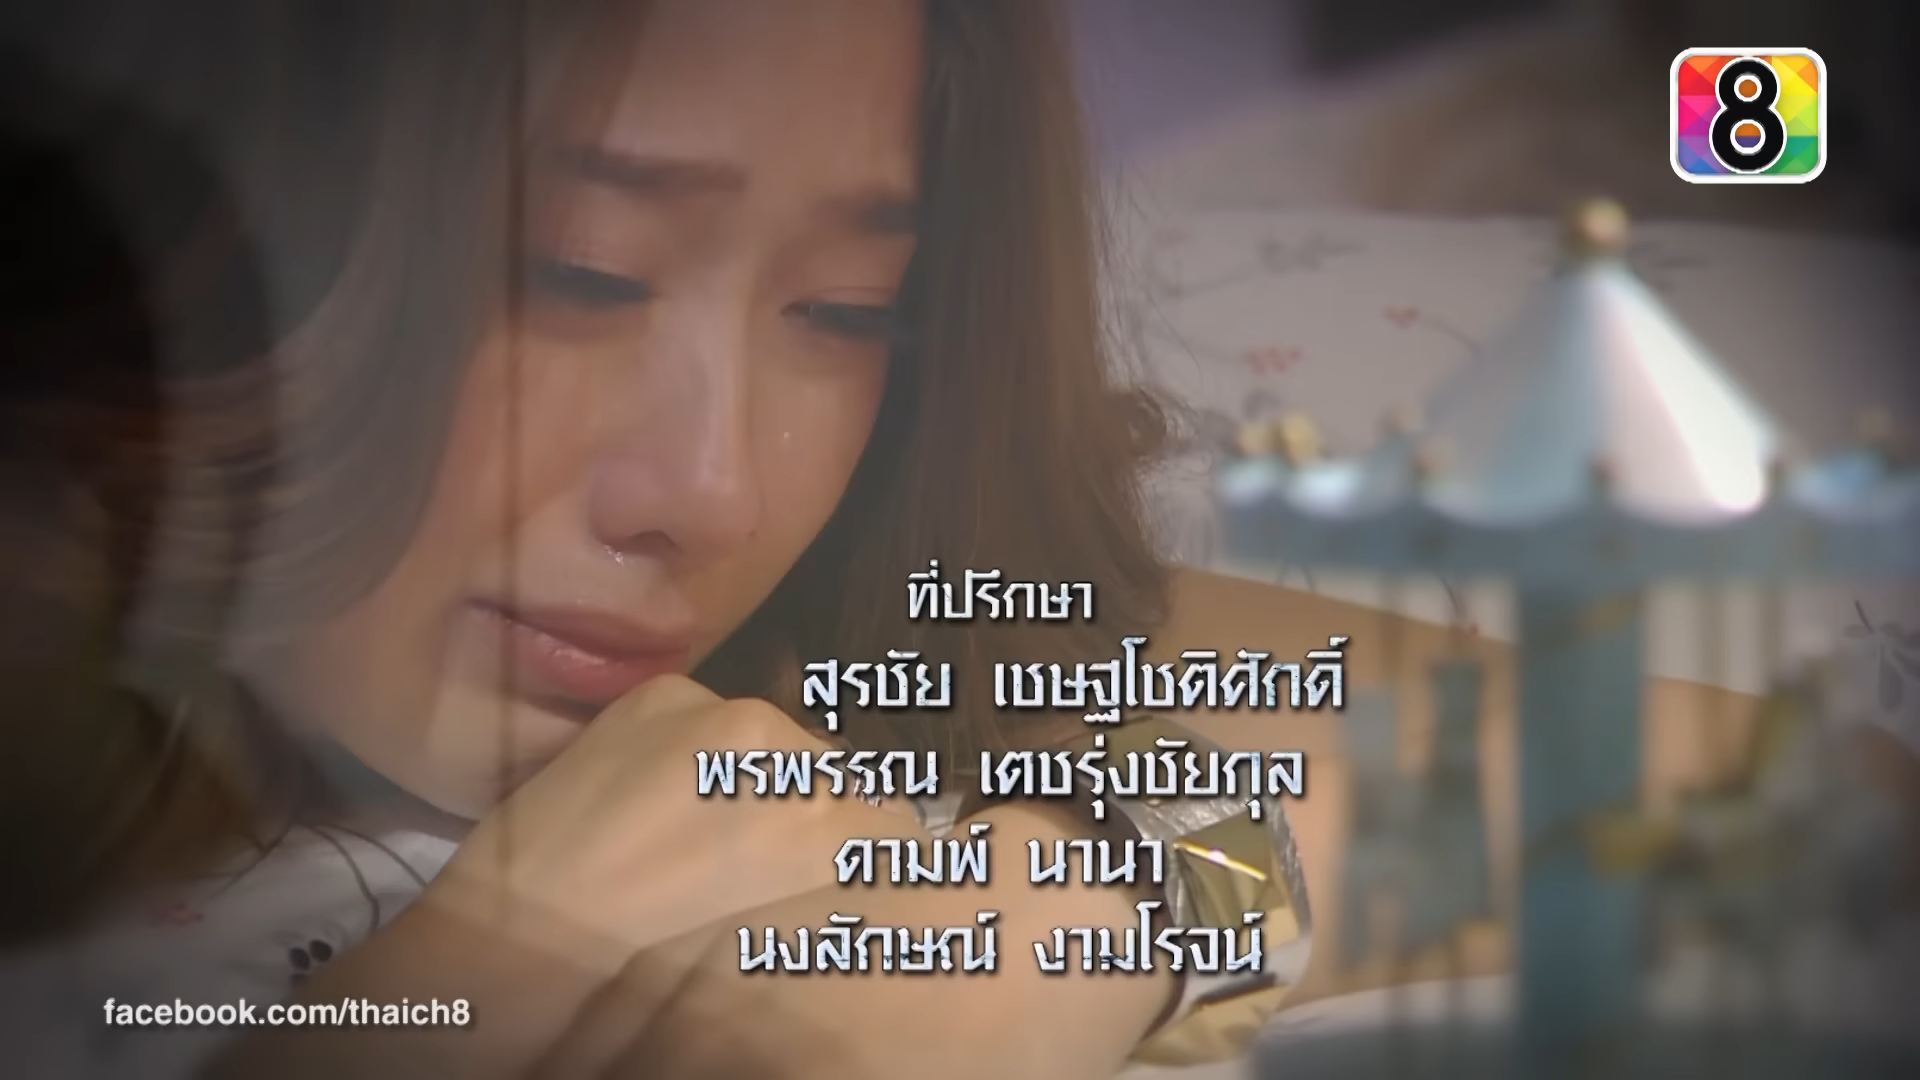 8
ที่ปรึกษา
สุรชัย เชษฐโชติศักดิ์
พรพรรณ เตชรุ่งชัยกุล
ดามพ์ นานา
นงลักษณ์ งามโรจน์
facebook.com/thaich8